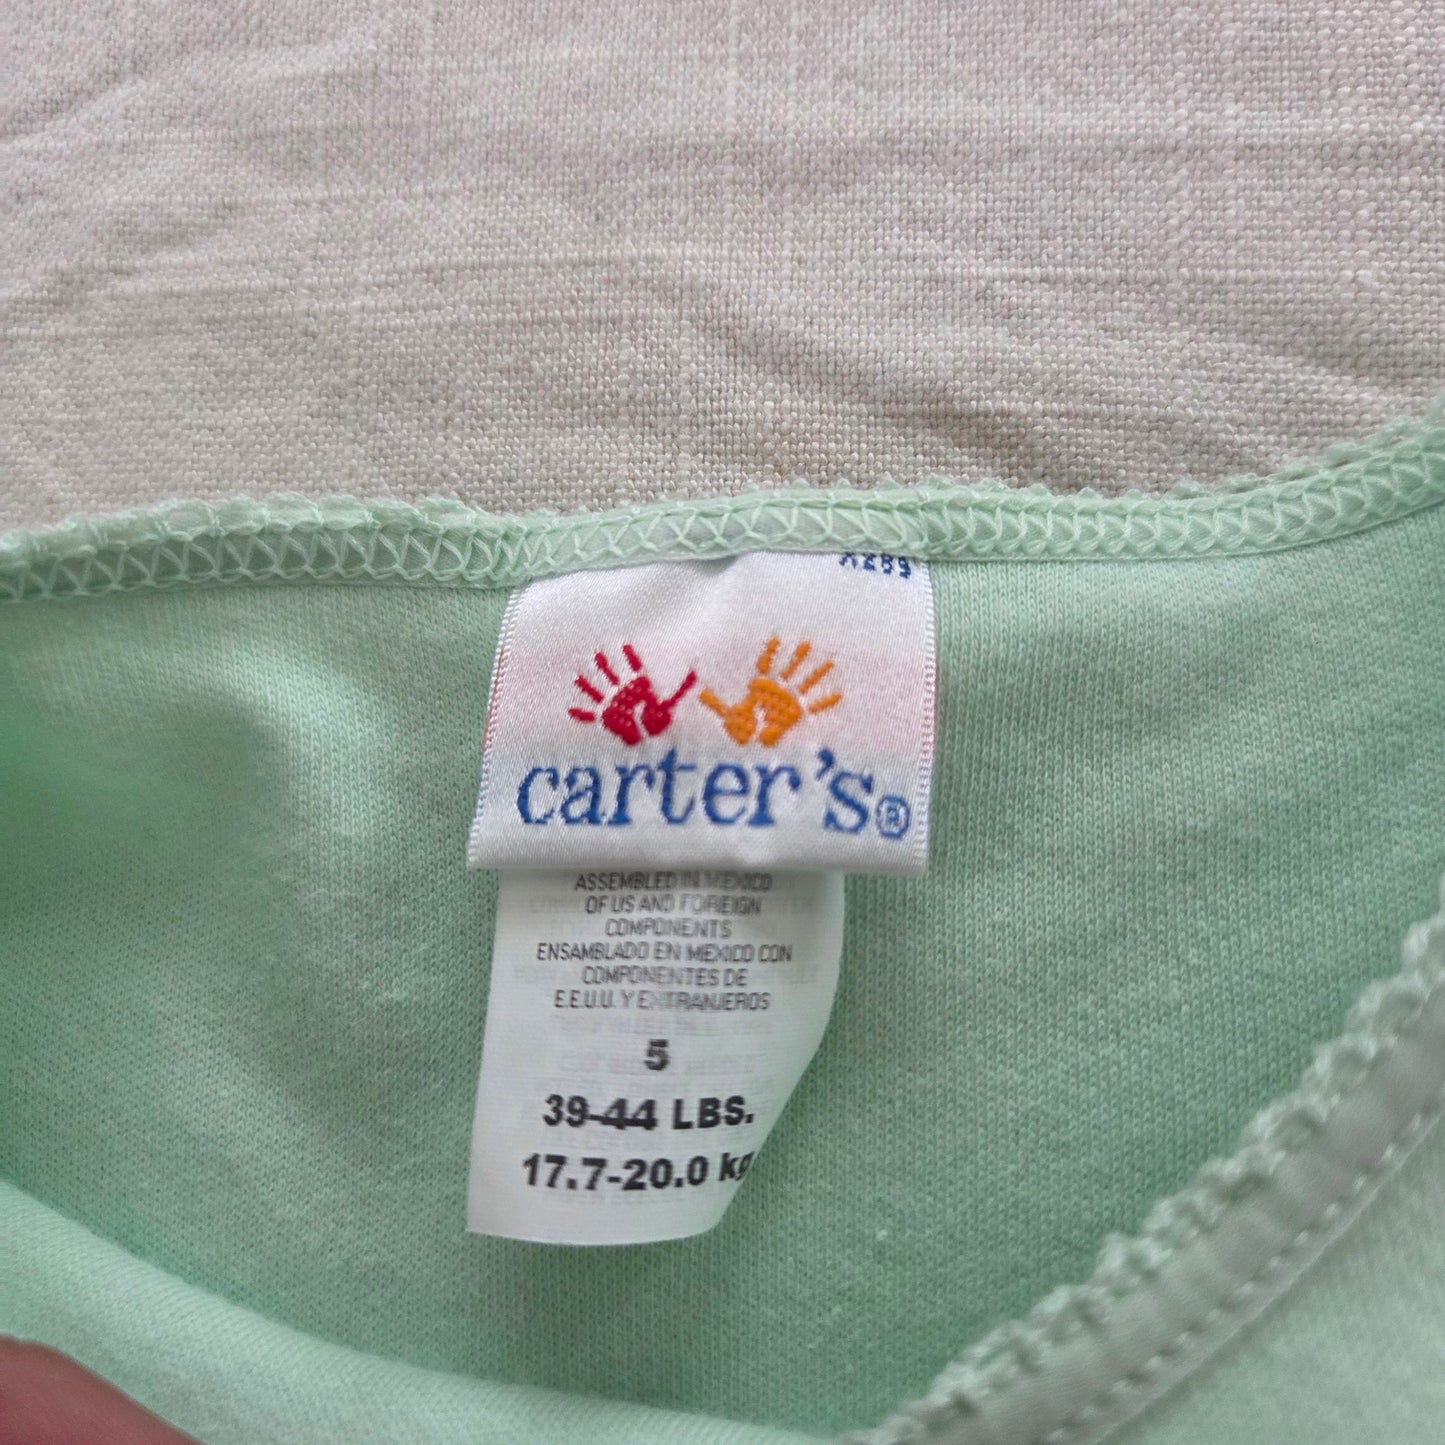 carter's®
ASSEMBLED IN MEXICO
OF US AND FOREIGN
COMPONENTS
ENSAMBLADO EN MEXICO CON
COMPONENTES DE
E.E.U.U. Y EXTRANJEROS
5
39-44 LBS.
17.7-20.0 kg